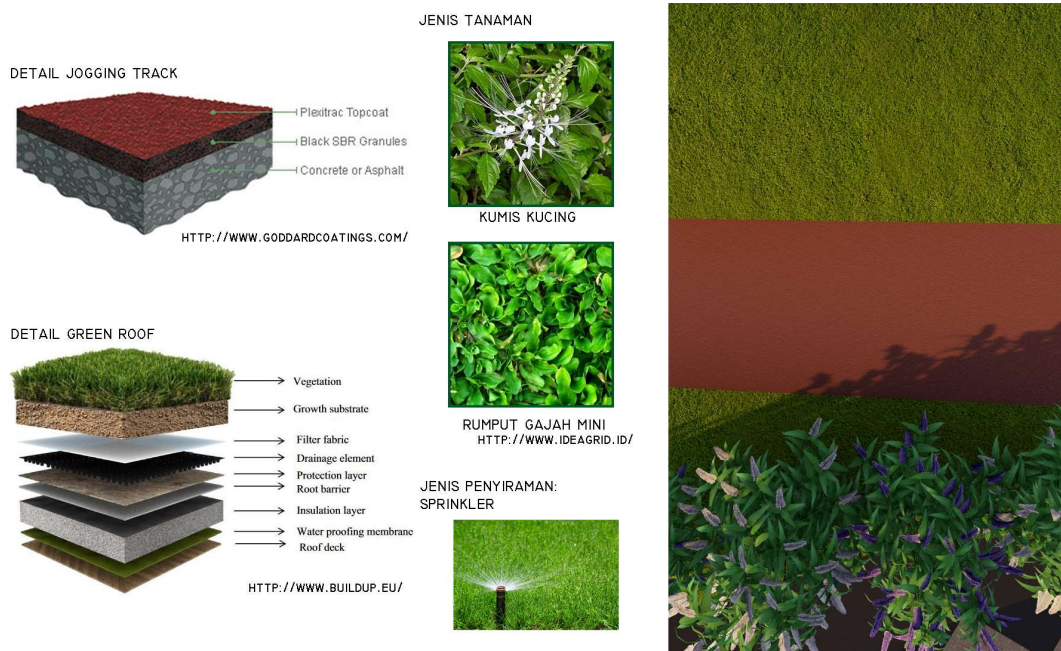 DETAIL JOGGING TRACK
Plexitrac Topcoat
Black SBR Granules
Concrete or Asphalt
HTTP://WWW.GODDARDCOATINGS.COM/
DETAIL GREEN ROOF
Vegetation
Growth substrate
Filter fabric
Drainage element
Protection layer
Root barrier
Insulation layer
Water proofing membrane
Roof deck
HTTP://WWW.BUILDUP.EU/
JENIS TANAMAN
KUMIS KUCING
RUMPUT GAJAH MINI
HTTP://WWW.IDEAGRID.ID/
JENIS PENYIRAMAN:
SPRINKLER